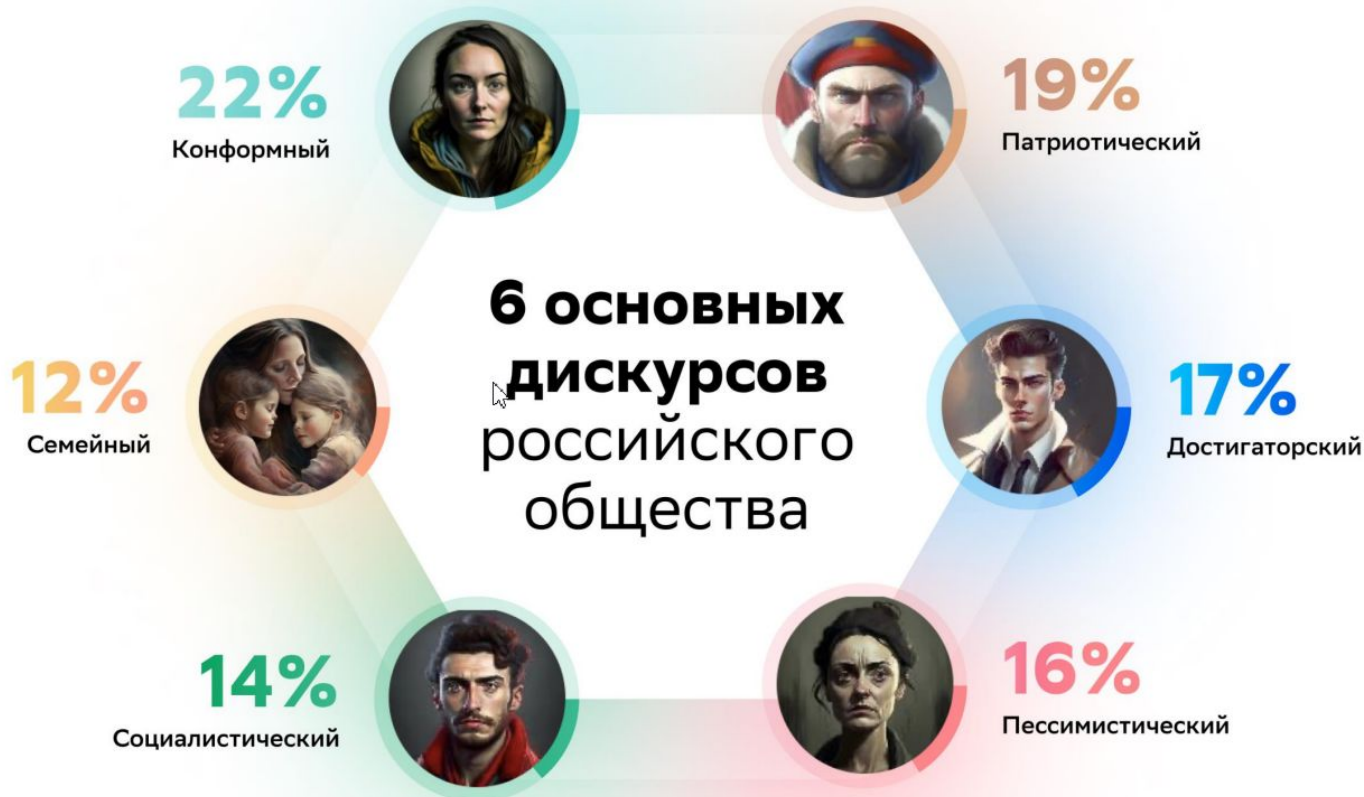 22%
Конформный
19%
Патриотический
6 основных
дискурсов
российского
общества
12%
Семейный
17%
Достигаторский
14%
Социалистический
16%
Пессимистический